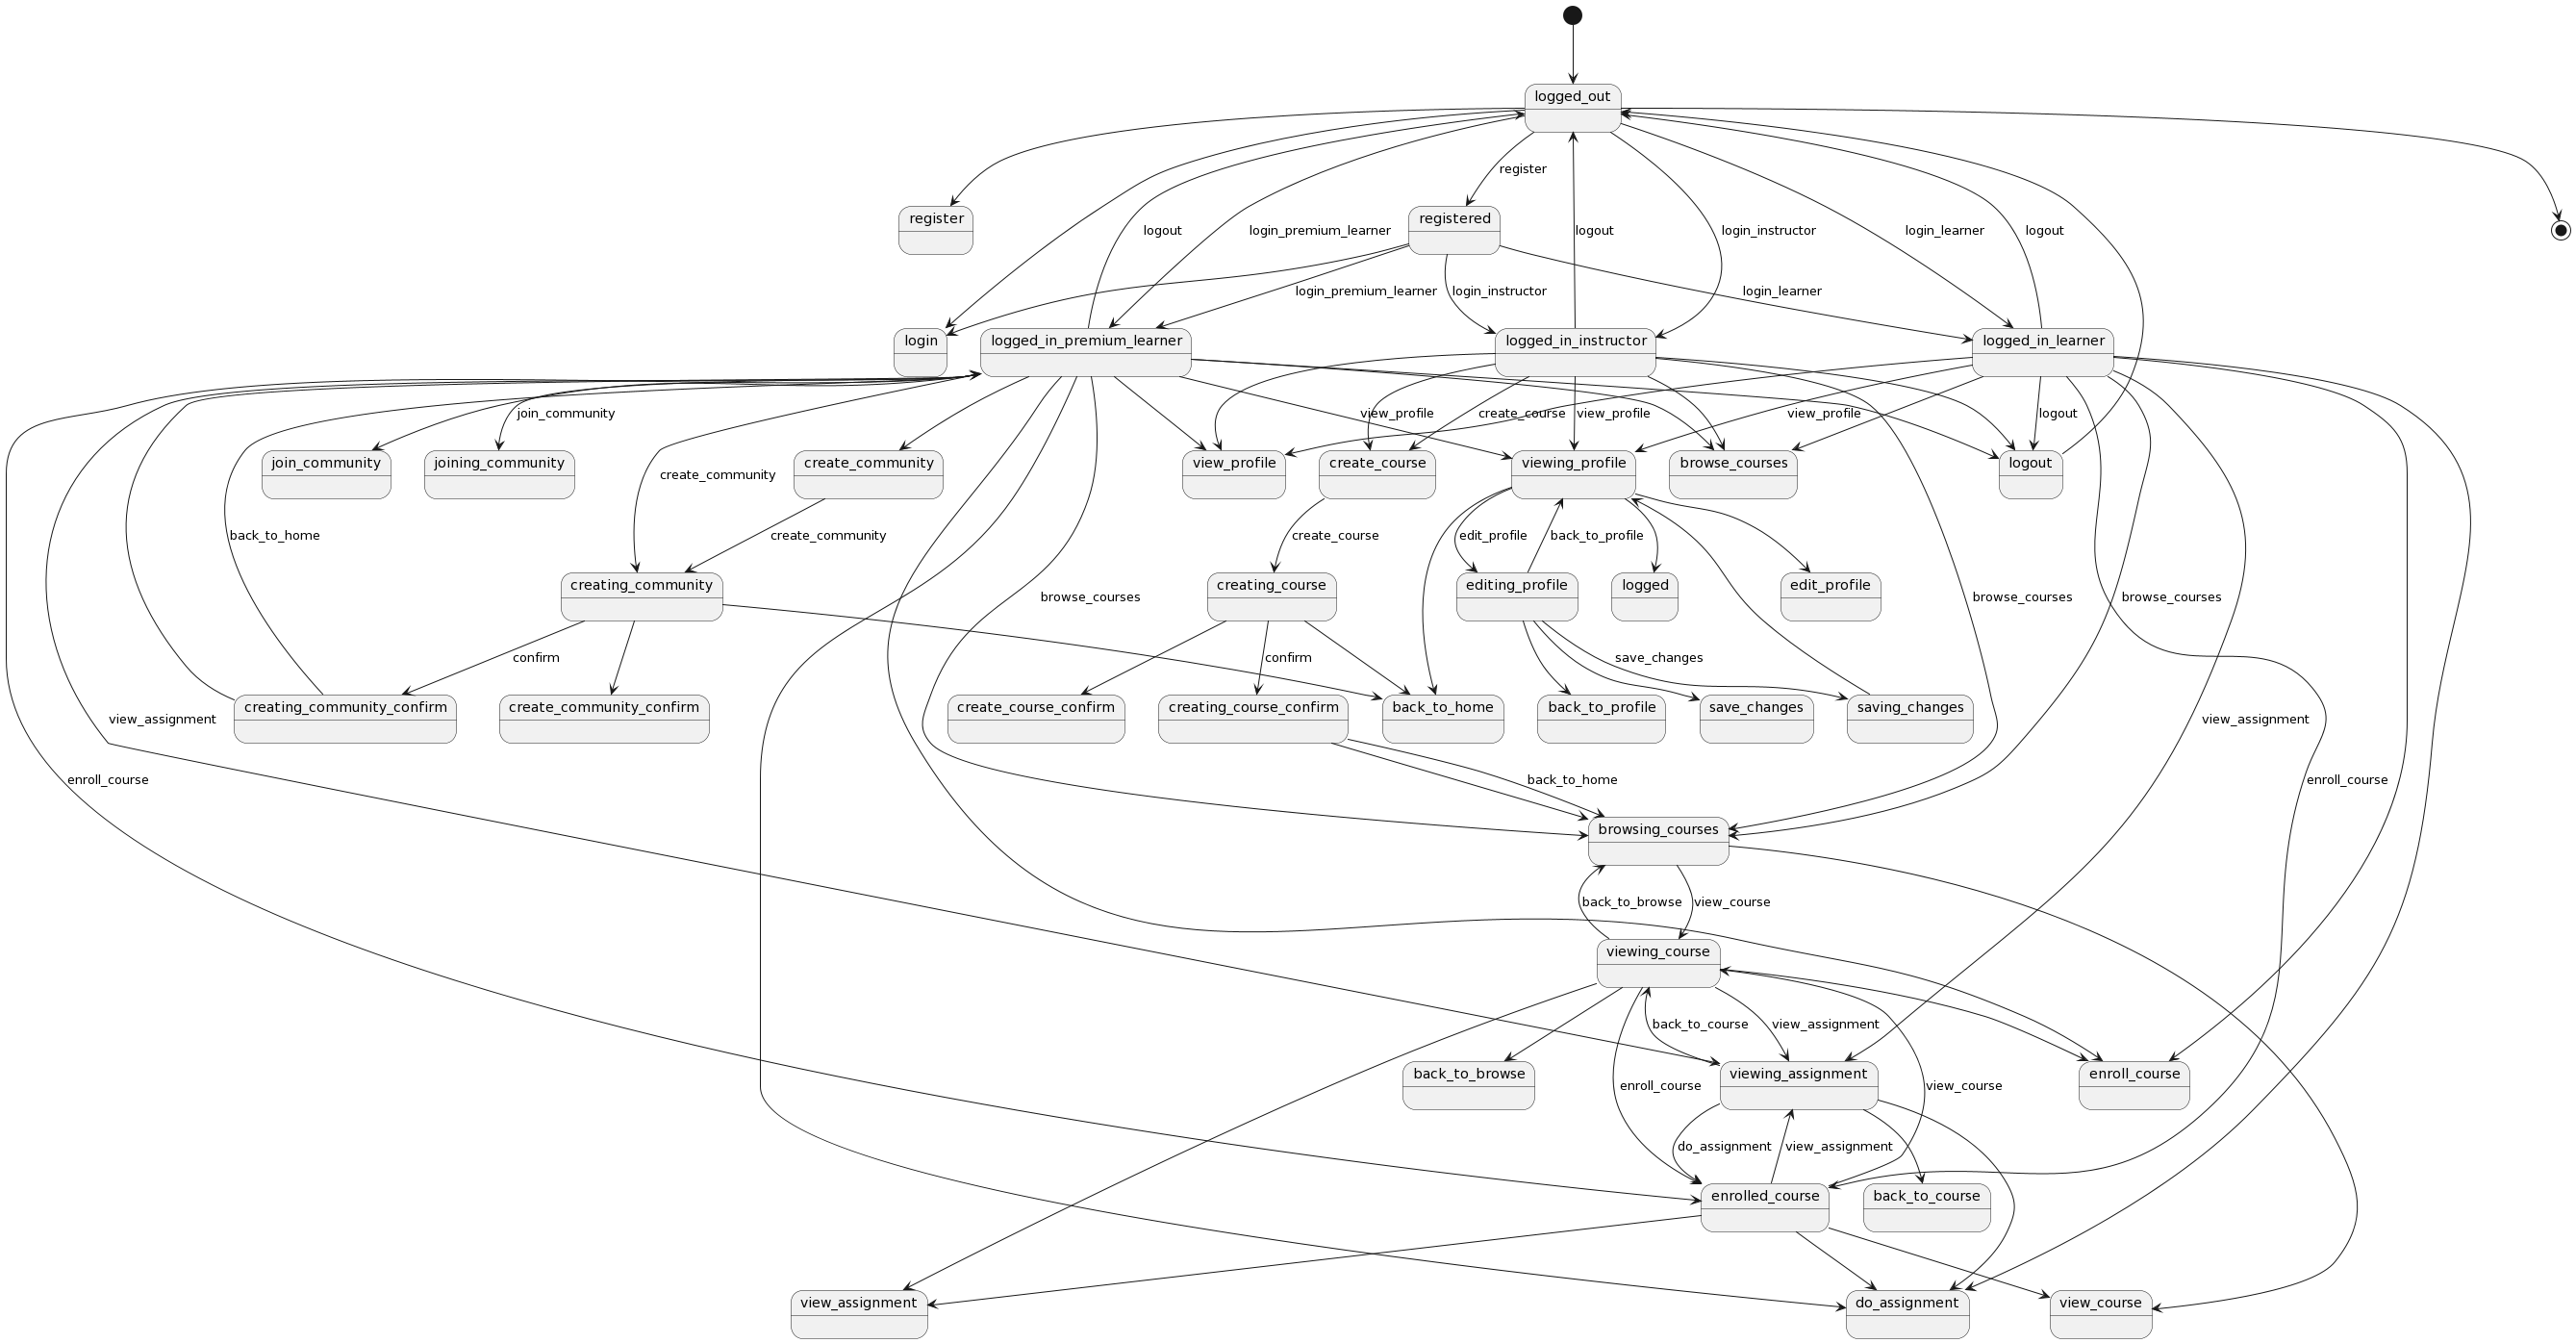 logged_out
register
register
registered
logout
login_premium_learner
logout
login_instructor
login_learner
logout
login_premium_learner
login_instructor
login_learner
login
logged_in_premium_learner
logged_in_instructor
logged_in_learner
join_community
view_profile
create_course
view_profile
view_profile
logout
join_community
joining_community
create_community
view_profile
create_course
viewing_profile
browse_courses
logout
create_community
back_to_home
create_community
create_course
edit_profile
back_to_profile
creating_community
creating_course
editing_profile
logged
edit_profile
browse_courses
browse_courses
browse_courses
confirm
confirm
save_changes
creating_community_confirm
create_community_confirm
create_course_confirm
creating_course_confirm
back_to_home
back_to_profile
save_changes
saving_changes
view_assignment
view_assignment
enroll_course
back_to_home
enroll_course
browsing_courses
back_to_browse
view_course
viewing_course
back_to_course
view_assignment
back_to_browse
viewing_assignment
enroll_course
enroll_course
view_course
do_assignment
view_assignment
enrolled_course
back_to_course
view_assignment
do_assignment
view_course